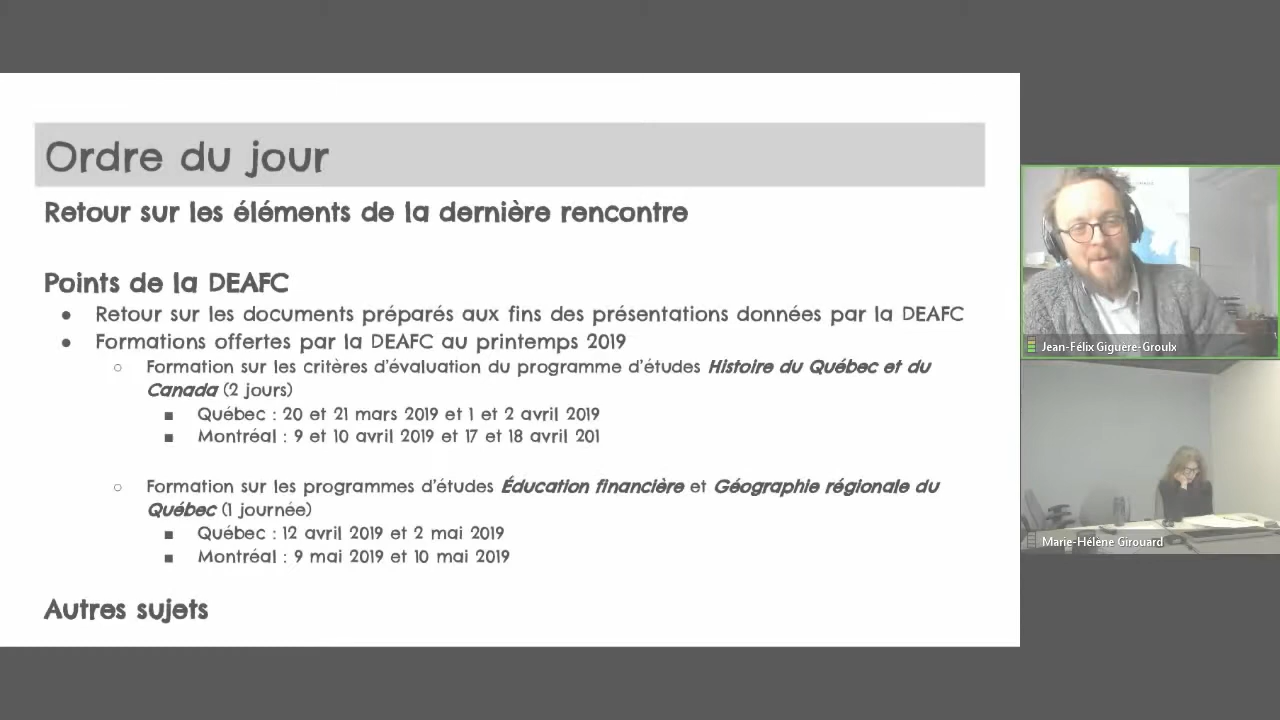 Ordre du jour
Retour sur les éléments de la dernière rencontre
Points de la DEAFC
● Retour sur les documents préparés aux fins des présentations données par la DEAFC
● Formations offertes par la DEAFC au printemps 2019
○ Formation sur les critères d'évaluation du programme d'études Histoire du Québec et du
Canada (2 jours)
■ Québec : 20 et 21 mars 2019 et 1 et 2 avril 2019
■ Montréal : 9 et 10 avril 2019 et 17 et 18 avril 201
○ Formation sur les programmes d'études Éducation financière et Géographie régionale du
Québec (1 journée)
■ Québec : 12 avril 2019 et 2 mai 2019
■ Montréal : 9 mai 2019 et 10 mai 2019
Autres sujets
Jean-Félix Giguère-Groulx
Marie-Hélène Girouard